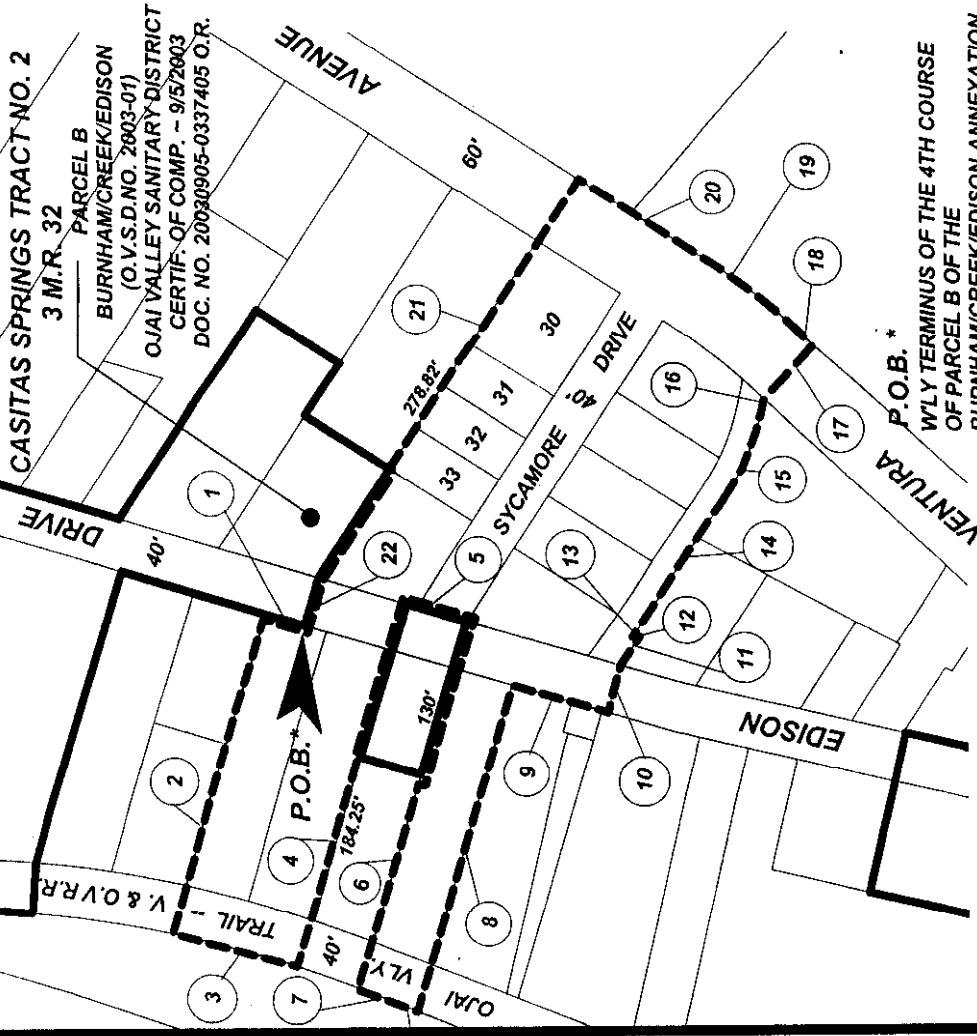 CASITAS SPRINGS TRACT NO. 2
3 M.R. 32
PARCEL B
BURNHAM/CREEK/EDISON
(O.V.S.D.NO. 2003-01)
OJAI VALLEY SANITARY DISTRICT
CERTIF. OF COMP. – 9/5/2003
DOC. NO. 20030905-0337405 O.R.
AVENUE
60'
DRIVE
40'
1
2
3
4
5
6
7
8
9
10
11
12
13
14
15
16
17
18
19
20
21
22
278.82'
30
31
32
33
SYCAMORE 40' DRIVE
P.O.B. *
184.25'
130'
V. & O.V.R.R.
TRAIL --
40'
VLY.
OJAI
EDISON
VENTURA
P.O.B. *
W'LY TERMINUS OF THE 4TH COURSE
OF PARCEL B OF THE
BURNHAM/CREEK/EDISON ANNEXATION